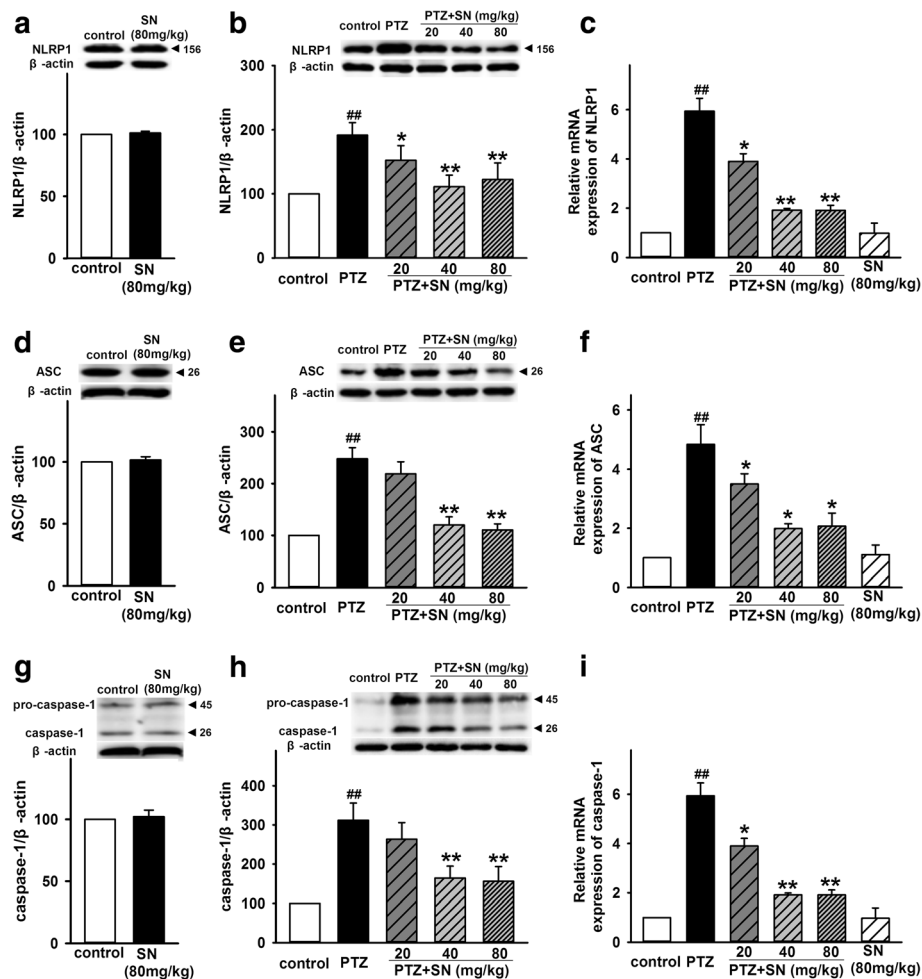 a
SN
control (80mg/kg)
NLRP1 ◄ 156
β -actin
NLRP1/β -actin
100
50
0
control SN
(80mg/kg)
b
PTZ+SN (mg/kg)
control PTZ 20 40 80
NLRP1 ◄ 156
β -actin
NLRP1/β -actin
300
200
100
0
##
*
**
**
control PTZ 20 40 80
PTZ+SN (mg/kg)
c
Relative mRNA
expression of NLRP1
6
4
2
0
##
*
**
**
control PTZ 20 40 80 SN
PTZ+SN (mg/kg) (80mg/kg)
d
SN
control (80mg/kg)
ASC ◄ 26
β -actin
ASC/β -actin
100
50
0
control SN
(80mg/kg)
e
PTZ+SN (mg/kg)
control PTZ 20 40 80
ASC ◄ 26
β -actin
ASC/β -actin
300
200
100
0
##
**
**
control PTZ 20 40 80
PTZ+SN (mg/kg)
f
Relative mRNA
expression of ASC
6
4
2
0
##
*
*
*
control PTZ 20 40 80 SN
PTZ+SN (mg/kg) (80mg/kg)
g
SN
control (80mg/kg)
pro-caspase-1 ◄ 45
caspase-1 ◄ 26
β -actin
caspase-1/β -actin
100
50
0
control SN
(80mg/kg)
h
PTZ+SN (mg/kg)
control PTZ 20 40 80
pro-caspase-1 ◄ 45
caspase-1 ◄ 26
β -actin
caspase-1/β -actin
400
300
200
100
0
##
**
**
control PTZ 20 40 80
PTZ+SN (mg/kg)
i
Relative mRNA
expression of caspase-1
6
4
2
0
##
*
**
**
control PTZ 20 40 80 SN
PTZ+SN (mg/kg) (80mg/kg)